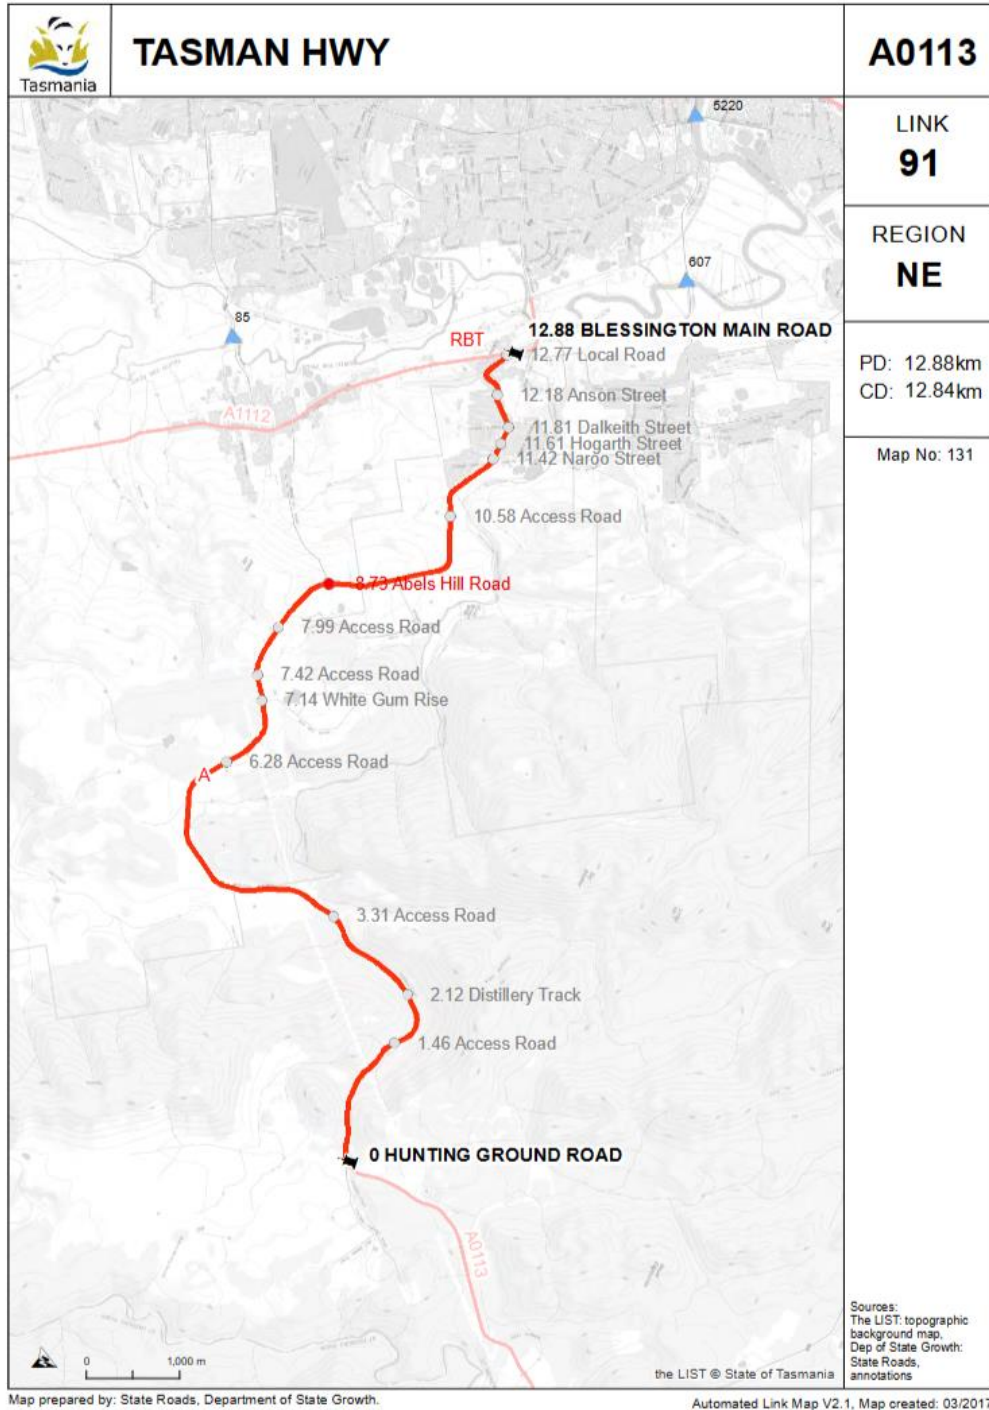 Tasmania
TASMAN HWY
A0113
LINK
91
REGION
NE
PD: 12.88km
CD: 12.84km
Map No: 131
5220
607
85
RBT
12.88 BLESSINGTON MAIN ROAD
12.77 Local Road
A1112
12.18 Anson Street
11.81 Dalkeith Street
11.61 Hogarth Street
11.42 Naroo Street
10.58 Access Road
8.73 Abels Hill Road
7.99 Access Road
7.42 Access Road
7.14 White Gum Rise
6.28 Access Road
A
3.31 Access Road
2.12 Distillery Track
1.46 Access Road
0 HUNTING GROUND ROAD
A0113
0 1,000 m
the LIST © State of Tasmania
Sources:
The LIST: topographic
background map,
Dep of State Growth:
State Roads,
annotations
Map prepared by: State Roads, Department of State Growth.
Automated Link Map V2.1, Map created: 03/2017